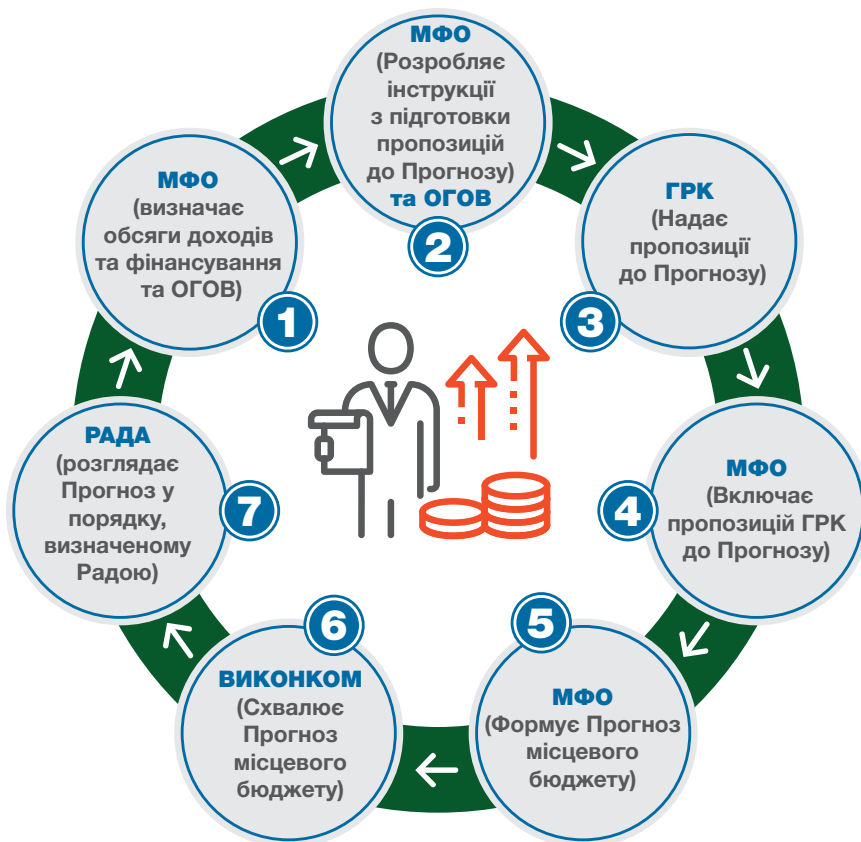 МФО
(визначає
обсяги доходів
та фінансування
та ОГОВ)
1
МФО
(Розробляє
інструкції
з підготовки
пропозицій
до Прогнозу)
та ОГОВ
2
ГРК
(Надає
пропозиції
до Прогнозу)
3
МФО
(Включає
пропозицій ГРК
до Прогнозу)
4
5
МФО
(Формує Прогноз
місцевого
бюджету)
6
ВИКОНКОМ
(Схвалює
Прогноз
місцевого
бюджету)
РАДА
(розглядає
Прогноз у
порядку,
визначеному
Радою)
7